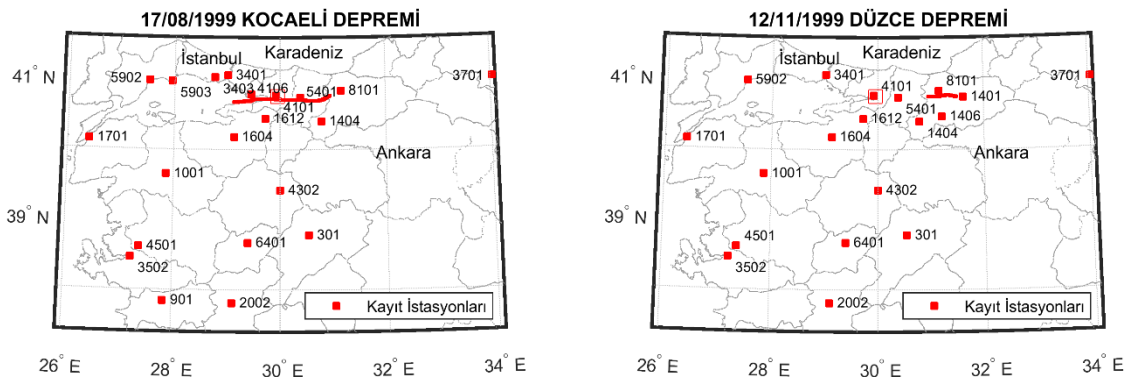 17/08/1999 KOCAELİ DEPREMİ
Karadeniz
İstanbul
41° N
5902
5903
3401
3403
4106
4101
5401
8101
3701
1612
1404
1701
1604
Ankara
1001
4302
39° N
4501
3502
6401
301
901
2002
Kayıt İstasyonları
26° E
28° E
30° E
32° E
34° E
12/11/1999 DÜZCE DEPREMİ
Karadeniz
İstanbul
41° N
5902
3401
4101
8101
3701
5401
1401
1612
1406
1404
1701
1604
Ankara
1001
4302
39° N
4501
3502
6401
301
2002
Kayıt İstasyonları
26° E
28° E
30° E
32° E
34° E